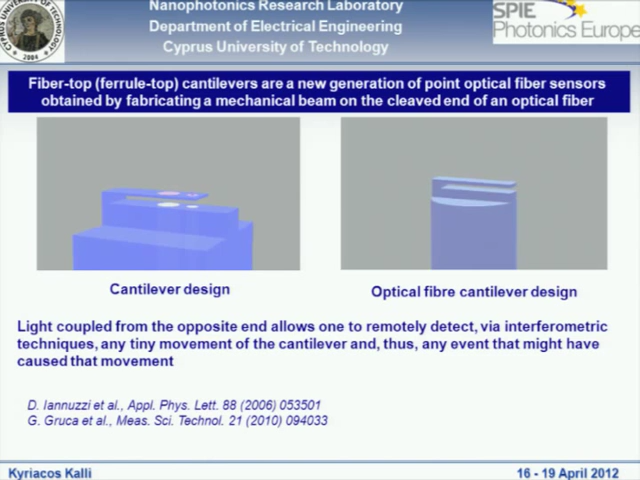 Nanophotonics Research Laboratory
Department of Electrical Engineering
Cyprus University of Technology
SPIE
Photonics Europe
2004
Fiber-top (ferrule-top) cantilevers are a new generation of point optical fiber sensors
obtained by fabricating a mechanical beam on the cleaved end of an optical fiber
Cantilever design
Optical fibre cantilever design
Light coupled from the opposite end allows one to remotely detect, via interferometric
techniques, any tiny movement of the cantilever and, thus, any event that might have
caused that movement
D. Iannuzzi et al., Appl. Phys. Lett. 88 (2006) 053501
G. Gruca et al., Meas. Sci. Technol. 21 (2010) 094033
Kyriacos Kalli
16 - 19 April 2012